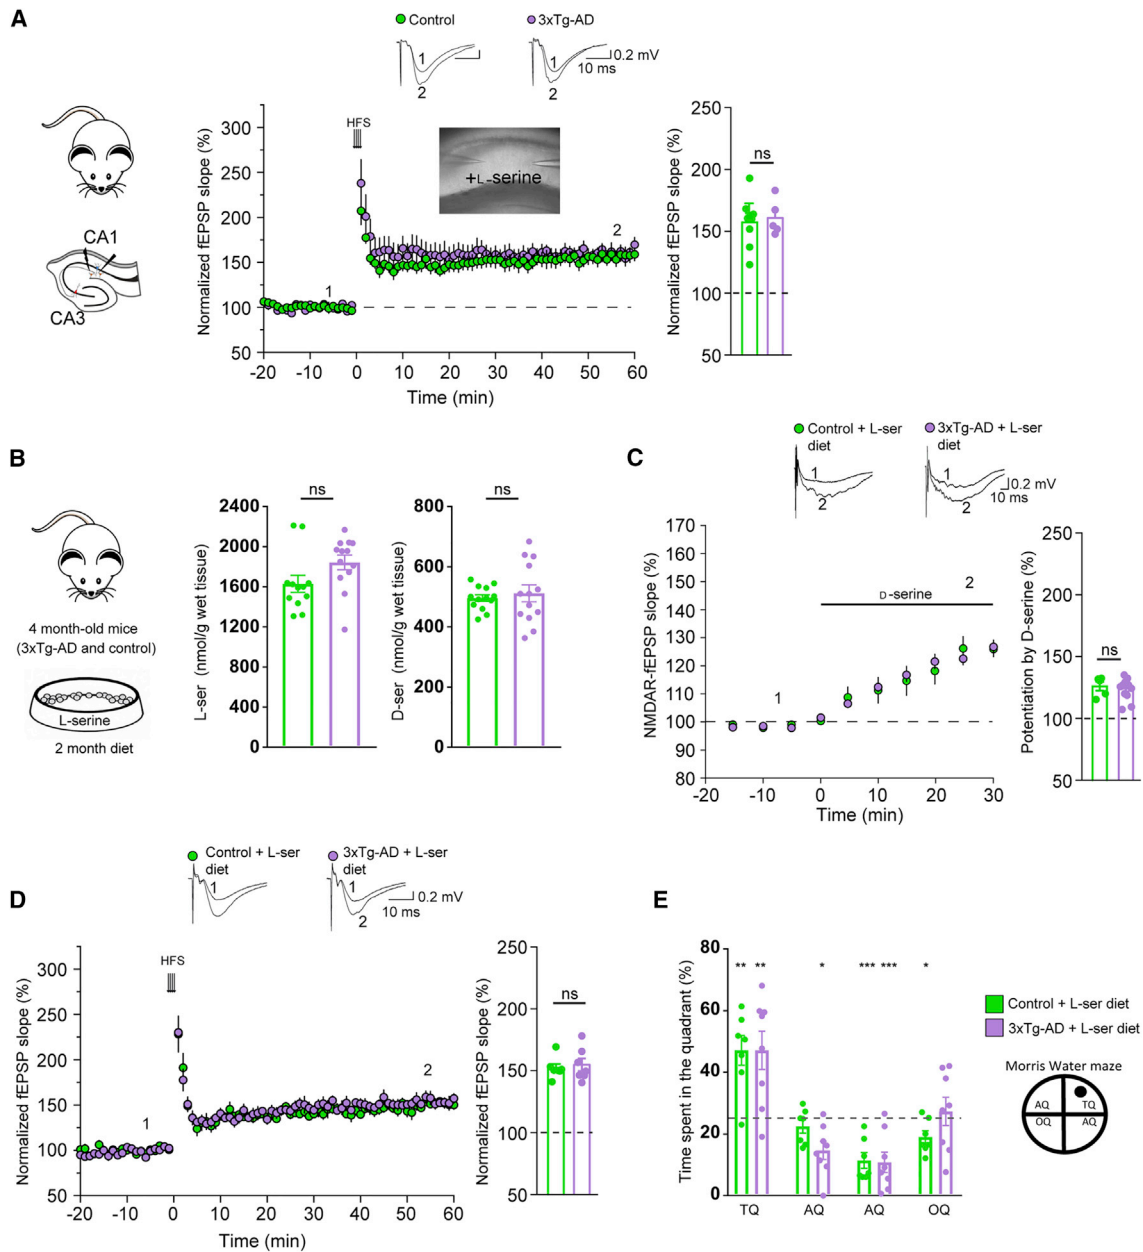 A
Control
3xTg-AD
1
2
1
2
0.2 mV
10 ms
CA1
CA3
Normalized fEPSP slope (%)
300
250
200
150
100
50
HFS
+L-serine
1
2
-20 -10 0 10 20 30 40 50 60
Time (min)
Normalized fEPSP slope (%)
250
200
150
100
50
ns
B
4 month-old mice
(3xTg-AD and control)
L-serine
2 month diet
L-ser (nmol/g wet tissue)
2400
2000
1600
1200
800
400
0
ns
D-ser (nmol/g wet tissue)
800
600
400
200
0
ns
C
Control + L-ser
diet
3xTg-AD + L-ser
diet
1
2
1
2
0.2 mV
10 ms
NMDAR-fEPSP slope (%)
170
160
150
140
130
120
110
100
90
80
D-serine
1
2
-20 -10 0 10 20 30
Time (min)
Potentiation by D-serine (%)
250
200
150
100
50
ns
D
Control + L-ser
diet
3xTg-AD + L-ser
diet
1
1
2
0.2 mV
10 ms
Normalized fEPSP slope (%)
300
250
200
150
100
50
HFS
1
2
-20 -10 0 10 20 30 40 50 60
Time (min)
Normalized fEPSP slope (%)
250
200
150
100
50
ns
E
Time spent in the quadrant (%)
80
60
40
20
0
** ** * *** *** *
TQ AQ AQ OQ
Control + L-ser diet
3xTg-AD + L-ser diet
Morris Water maze
AQ TQ
OQ AQ